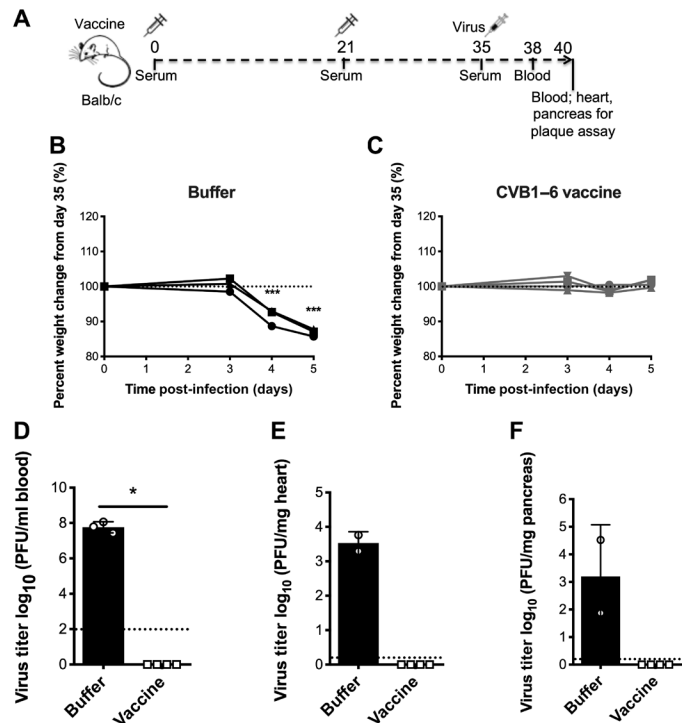 A
Vaccine
Balb/c
0 21 Virus 35 38 40
Serum Serum Serum Blood
Blood; heart,
pancreas for
plaque assay
B
Buffer
Percent weight change from day 35 (%)
120
110
100
90
80
***
***
0 1 2 3 4 5
Time post-infection (days)
C
CVB1–6 vaccine
Percent weight change from day 35 (%)
120
110
100
90
80
0 1 2 3 4 5
Time post-infection (days)
D
Virus titer log10 (PFU/ml blood)
10
8
6
4
2
0
*
Buffer
Vaccine
E
Virus titer log10 (PFU/mg heart)
5
4
3
2
1
0
Buffer
Vaccine
F
Virus titer log10 (PFU/mg pancreas)
6
5
4
3
2
1
0
Buffer
Vaccine